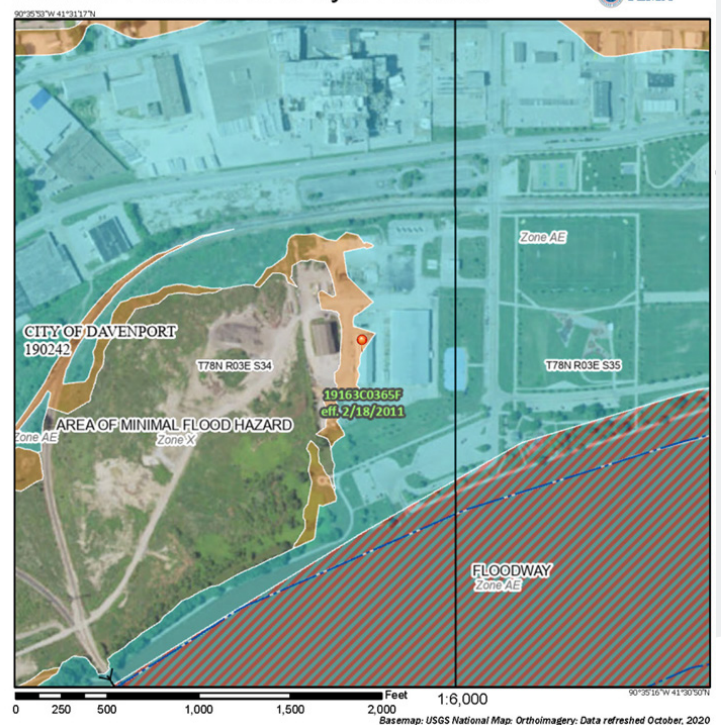 90°35'53"W 41°31'17"N
Zone AE
CITY OF DAVENPORT
190242
T78N R03E S34
T78N R03E S35
19163C0365F
eff. 2/18/2011
AREA OF MINIMAL FLOOD HAZARD
Zone AE
Zone X
FLOODWAY
Zone AE
90°35'16"W 41°30'50"N
Feet
1:6,000
0 250 500 1,000 1,500 2,000
Basemap: USGS National Map: Orthoimagery: Data refreshed October, 2020